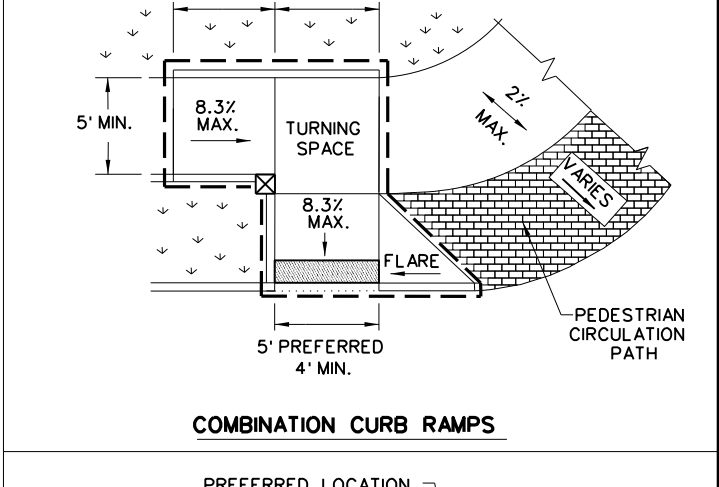 8.3%
MAX.
5' MIN.
TURNING
SPACE
2%
MAX.
VARIES
8.3%
MAX.
FLARE
PEDESTRIAN
CIRCULATION
PATH
5' PREFERRED
4' MIN.
COMBINATION CURB RAMPS
PREFERRED LOCATION